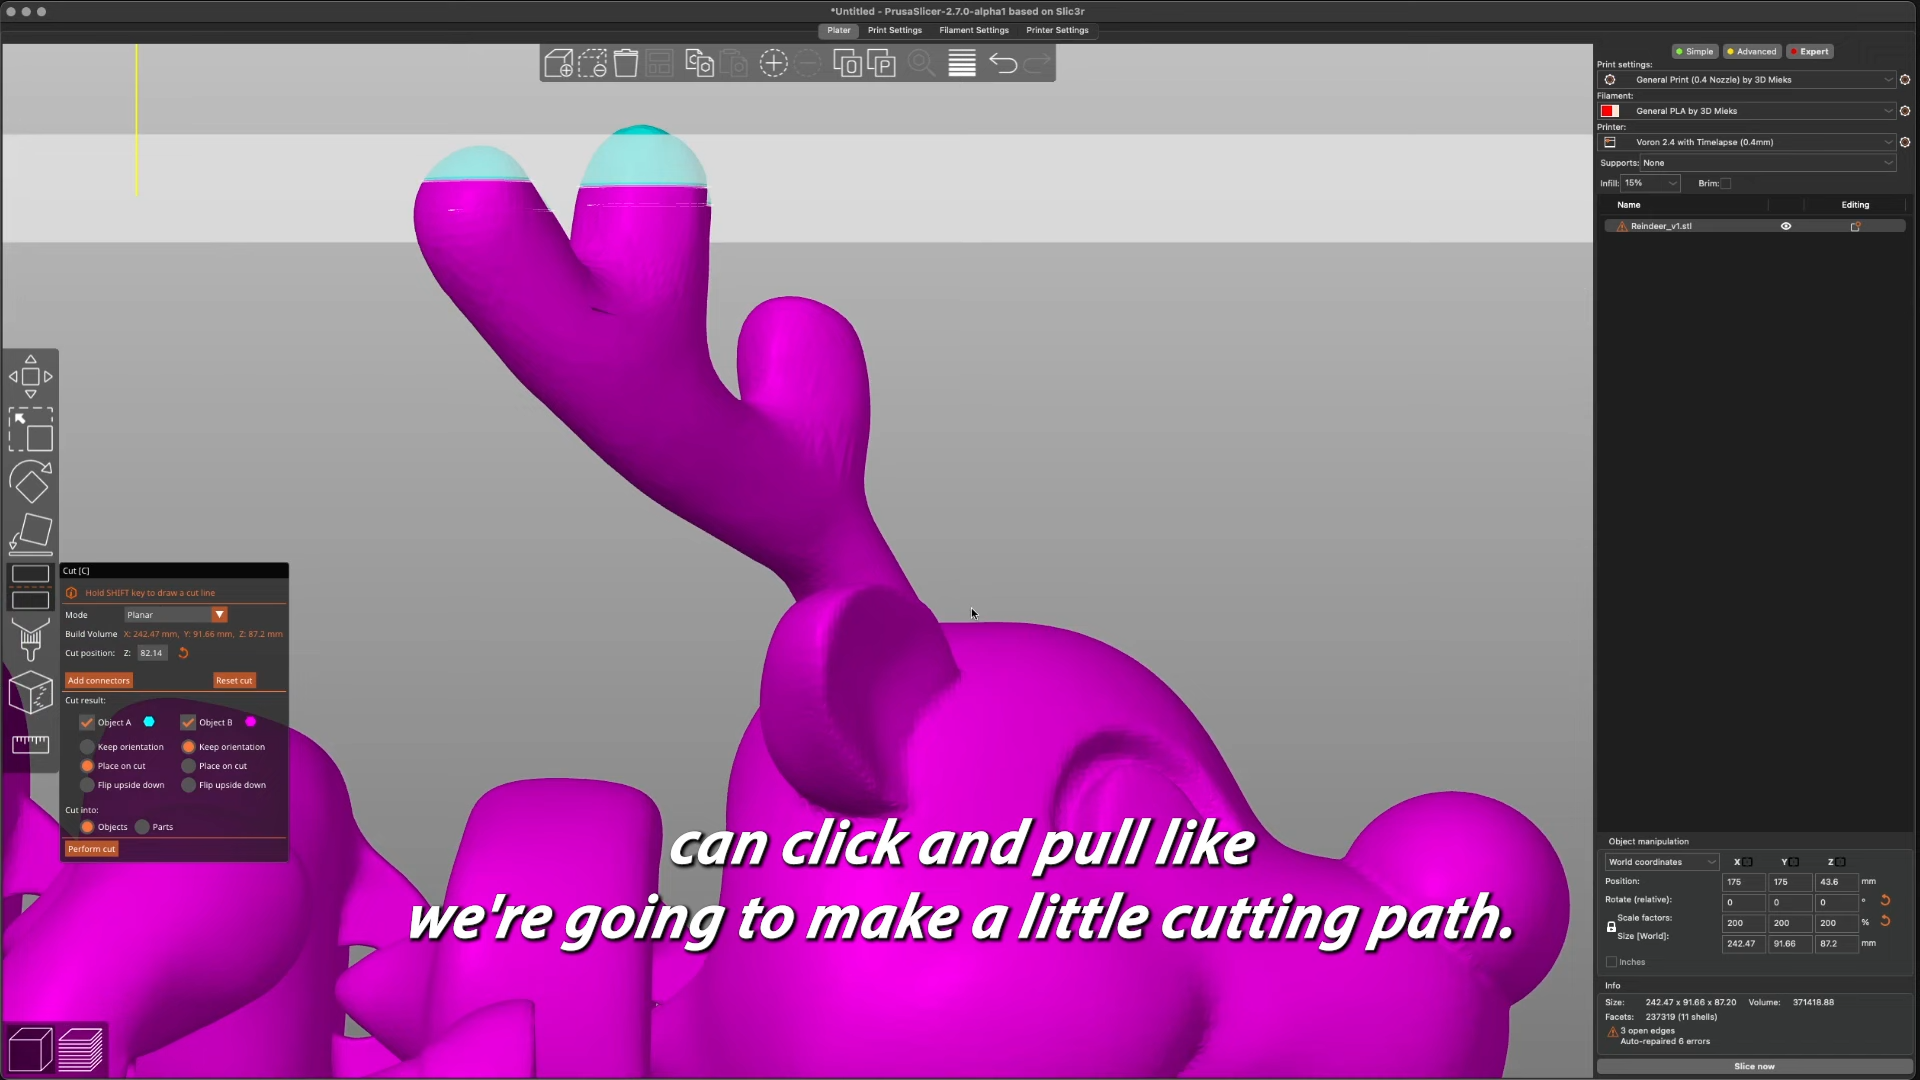 *Untitled - PrusaSlicer-2.7.0-alpha1 based on Slic3r
Plater
Print Settings
Filament Settings
Printer Settings
Simple
Advanced
Expert
Print settings:
General Print (0.4 Nozzle) by 3D Mieks
Filament:
General PLA by 3D Mieks
Printer:
Voron 2.4 with Timelapse (0.4mm)
Supports: None
Infill: 15% Brim:
Name Editing
Reindeer_v1.stl
Cut [C]
Hold SHIFT key to draw a cut line
Mode Planar
Build Volume X: 242.47 mm, Y: 91.66 mm, Z: 87.2 mm
Cut position: Z: 82.14
Add connectors Reset cut
Cut result:
Object A Object B
Keep orientation Keep orientation
Place on cut Place on cut
Flip upside down Flip upside down
Cut into:
Objects Parts
Perform cut
can click and pull like
we're going to make a little cutting path.
Object manipulation
World coordinates X Y Z
Position: 175 175 43.6 mm
Rotate (relative): 0 0 0 °
Scale factors: 200 200 200 %
Size [World]: 242.47 91.66 87.2 mm
Inches
Info
Size: 242.47 x 91.66 x 87.20 Volume: 371418.88
Facets: 237319 (11 shells)
3 open edges
Auto-repaired 6 errors
Slice now